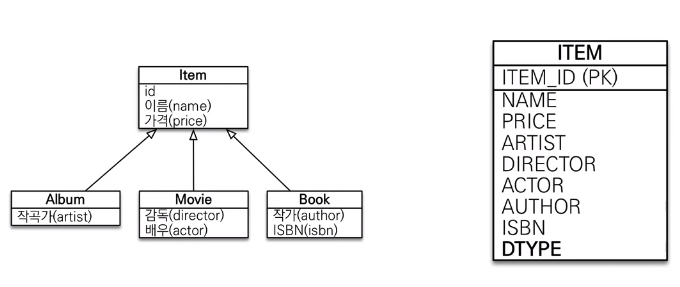 Item
id
이름(name)
가격(price)
Album
작곡가(artist)
Movie
감독(director)
배우(actor)
Book
작가(author)
ISBN(isbn)
ITEM
ITEM_ID (PK)
NAME
PRICE
ARTIST
DIRECTOR
ACTOR
AUTHOR
ISBN
DTYPE